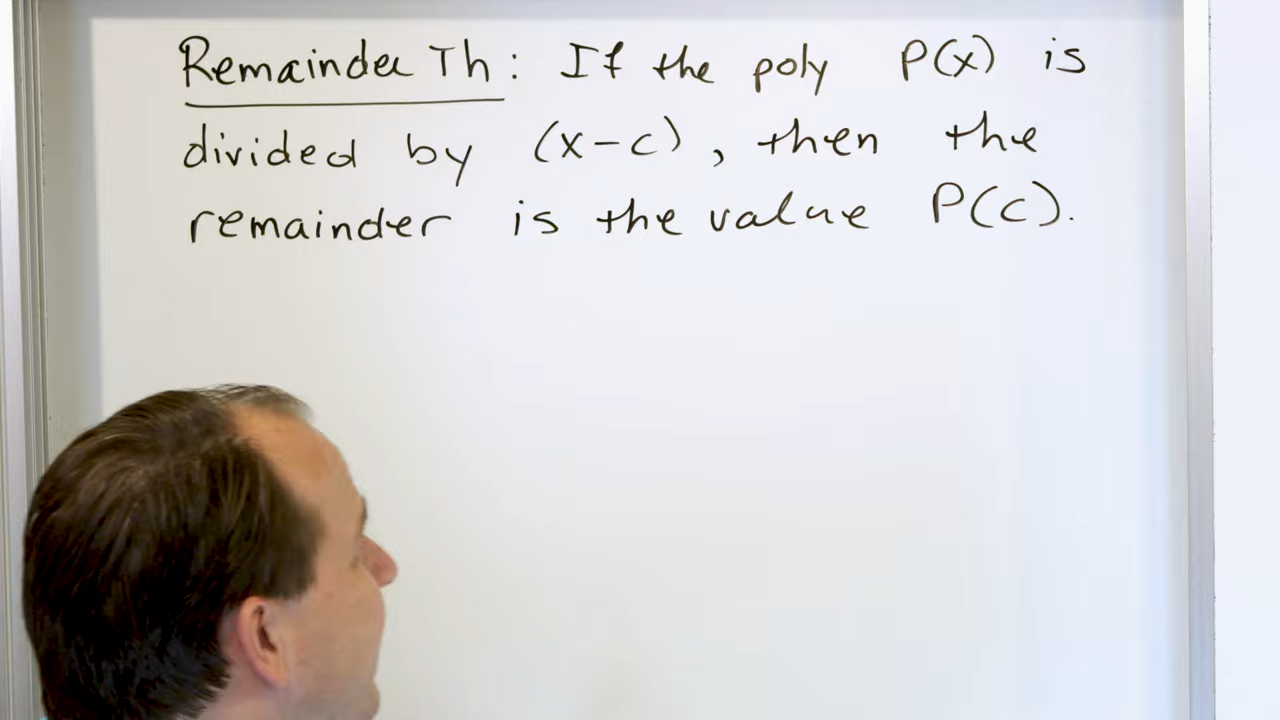 Remainder Th: If the poly P(x) is
divided by (x-c), then the
remainder is the value P(c).